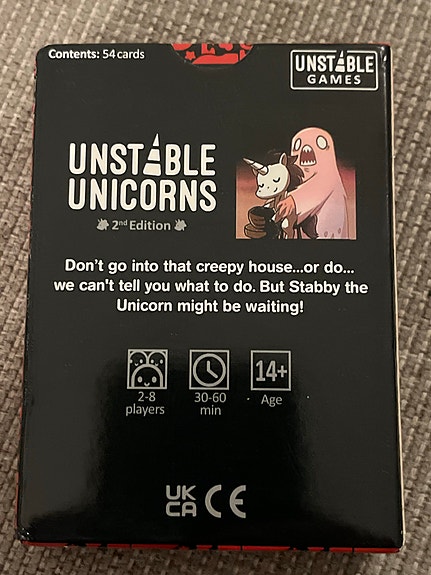 Contents: 54 cards
UNSTABLE
GAMES
UNSTABLE
UNICORNS
2nd Edition
Don't go into that creepy house...or do...
we can't tell you what to do. But Stabby the
Unicorn might be waiting!
2-8
players
30-60
min
14+
Age
UK
CA CE